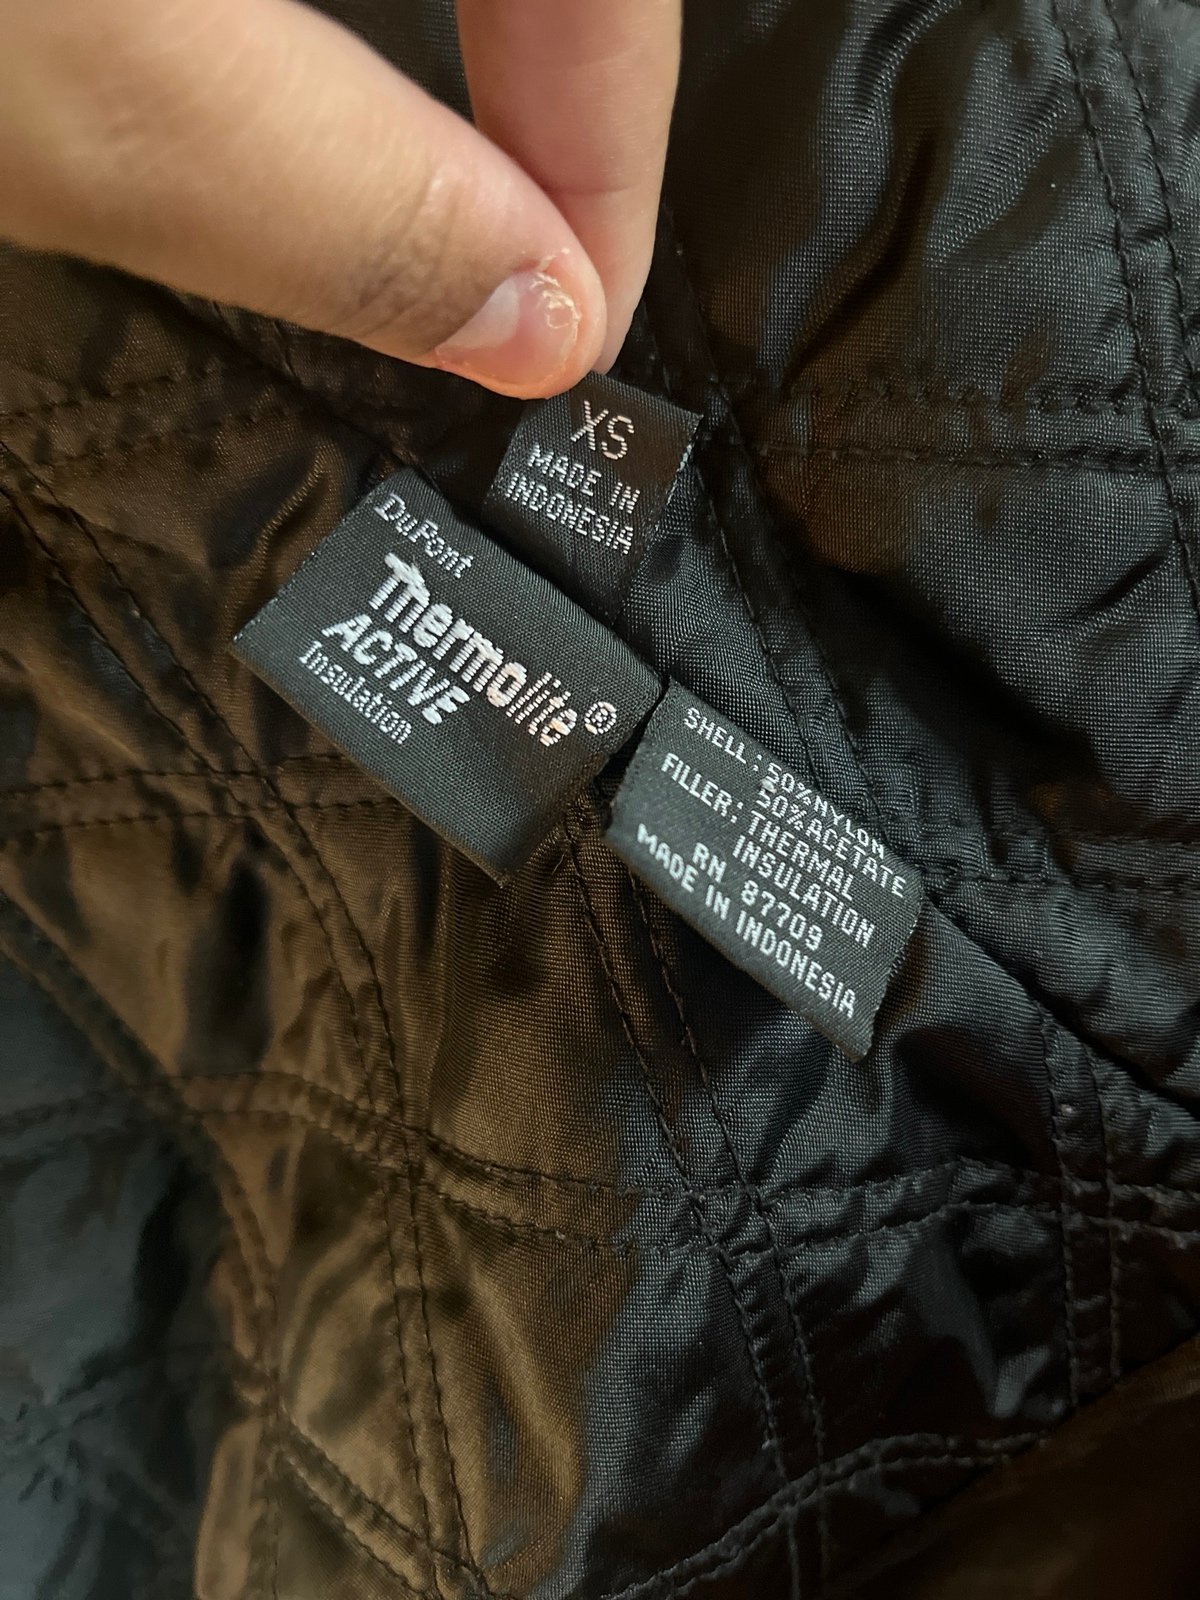 XS
MADE IN
INDONESIA
DuPont
Thermolite®
ACTIVE
Insulation
SHELL: 50% NYLON
50% ACETATE
FILLER: THERMAL
INSULATION
RN 87709
MADE IN INDONESIA